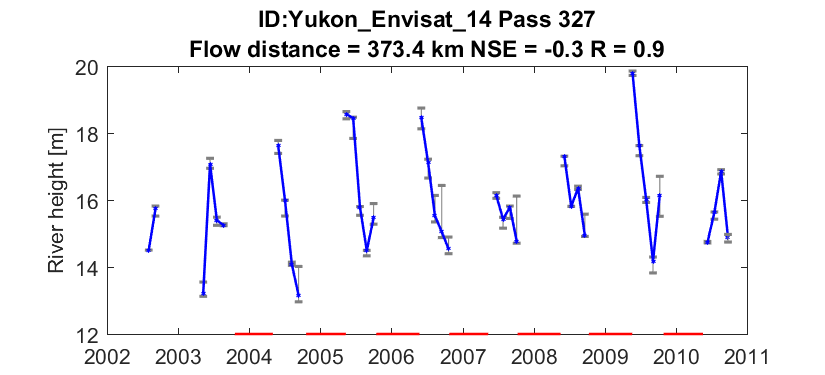 ID:Yukon_Envisat_14 Pass 327
Flow distance = 373.4 km NSE = -0.3 R = 0.9
River height [m]
20
18
16
14
12
2002 2003 2004 2005 2006 2007 2008 2009 2010 2011